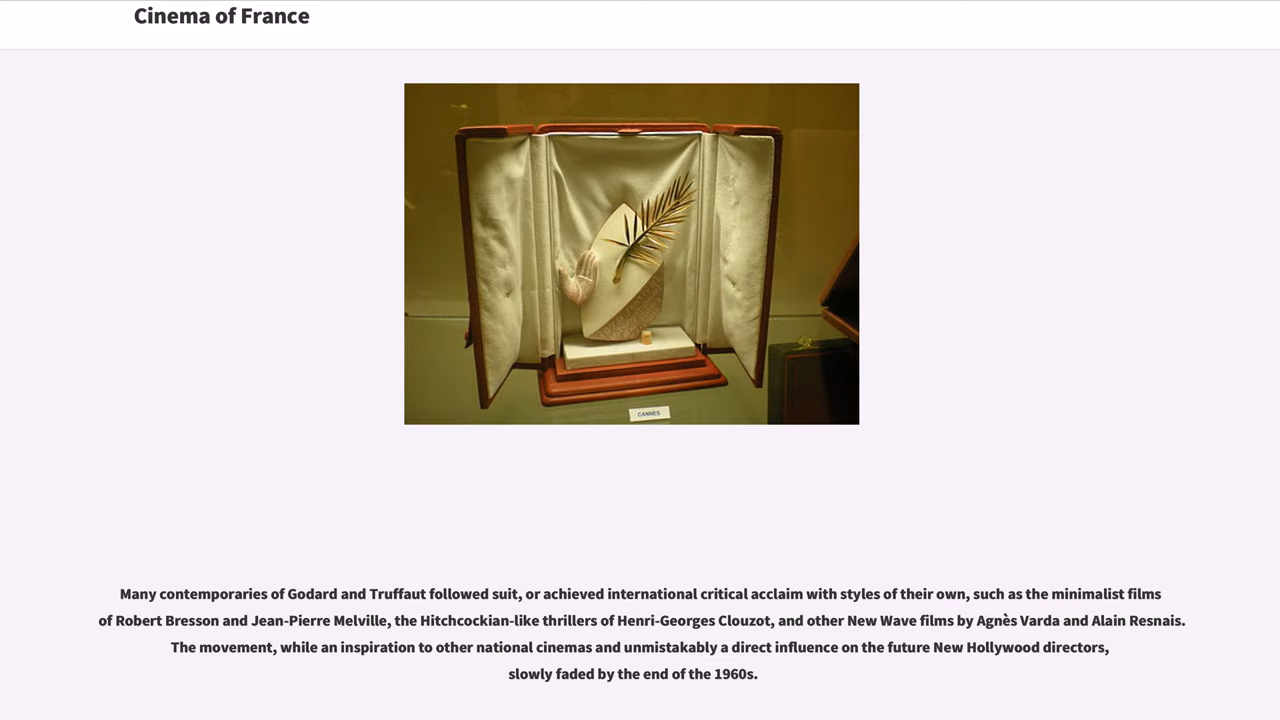 Cinema of France
CANNES
Many contemporaries of Godard and Truffaut followed suit, or achieved international critical acclaim with styles of their own, such as the minimalist films
of Robert Bresson and Jean-Pierre Melville, the Hitchcockian-like thrillers of Henri-Georges Clouzot, and other New Wave films by Agnès Varda and Alain Resnais.
The movement, while an inspiration to other national cinemas and unmistakably a direct influence on the future New Hollywood directors,
slowly faded by the end of the 1960s.